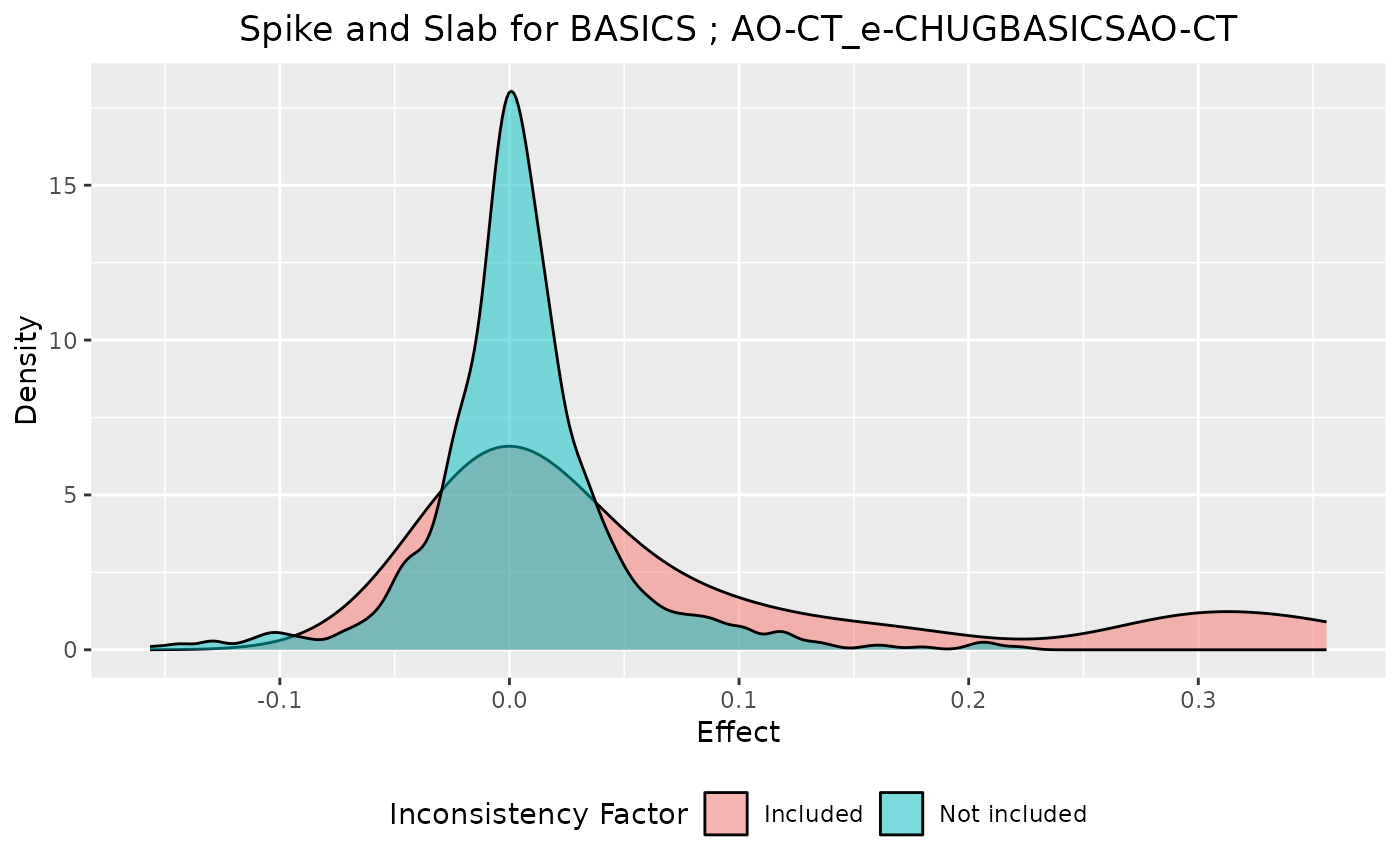 Spike and Slab for BASICS ; AO-CT_e-CHUGBASICSAO-CT
15
10
5
0
Density
-0.1 0.0 0.1 0.2 0.3
Effect
Inconsistency Factor Included Not included